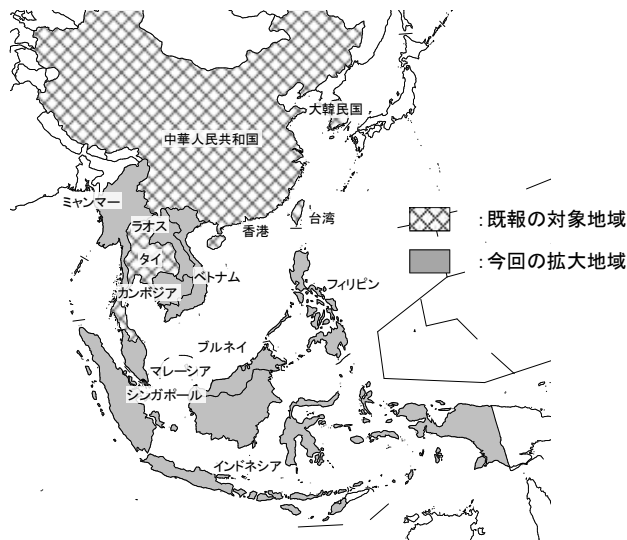 大韓民国
中華人民共和国
ミャンマー
ラオス
香港
台湾
:既報の対象地域
タイ
:今回の拡大地域
ベトナム
カンボジア
フィリピン
ブルネイ
マレーシア
シンガポール
インドネシア